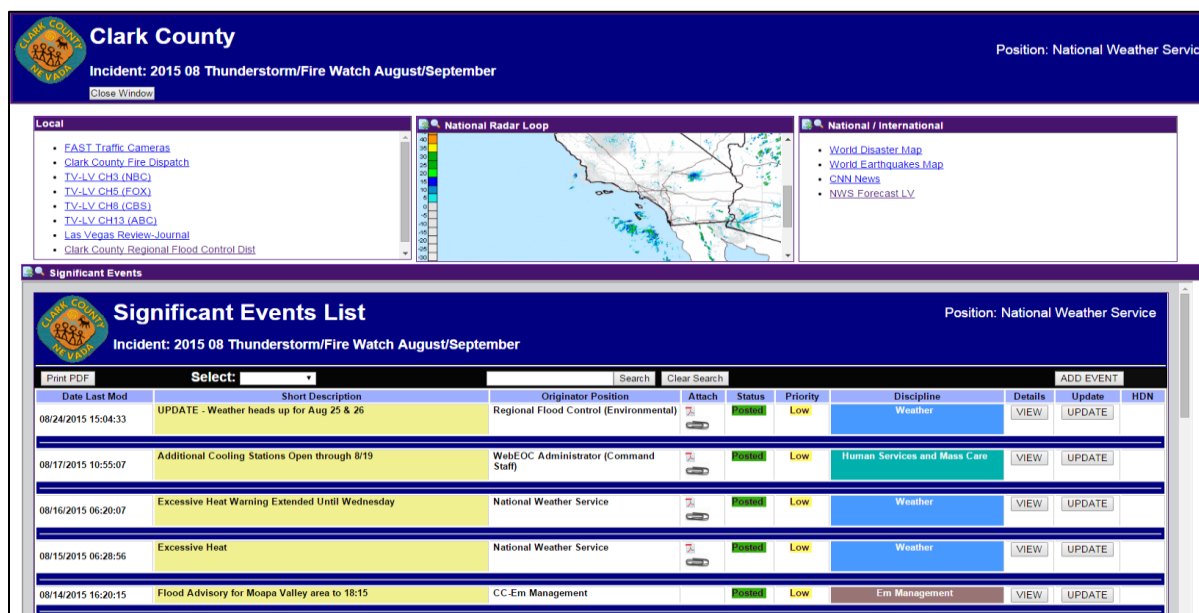 CLARK COUNTY
NEVADA
Clark County
Position: National Weather Servic
Incident: 2015 08 Thunderstorm/Fire Watch August/September
Close Window
Local
FAST Traffic Cameras
Clark County Fire Dispatch
TV-LV CH3 (NBC)
TV-LV CH5 (FOX)
TV-LV CH8 (CBS)
TV-LV CH13 (ABC)
Las Vegas Review-Journal
Clark County Regional Flood Control Dist
National Radar Loop
National / International
World Disaster Map
World Earthquakes Map
CNN News
NWS Forecast LV
Significant Events
CLARK COUNTY
NEVADA
Significant Events List
Position: National Weather Service
Incident: 2015 08 Thunderstorm/Fire Watch August/September
Print PDF Select: Search Clear Search ADD EVENT
Date Last Mod Short Description Originator Position Attach Status Priority Discipline Details Update HDN
08/24/2015 15:04:33 UPDATE - Weather heads up for Aug 25 & 26 Regional Flood Control (Environmental) Posted Low Weather VIEW UPDATE
08/17/2015 10:55:07 Additional Cooling Stations Open through 8/19 WebEOC Administrator (Command Staff) Posted Low Human Services and Mass Care VIEW UPDATE
08/16/2015 06:20:07 Excessive Heat Warning Extended Until Wednesday National Weather Service Posted Low Weather VIEW UPDATE
08/15/2015 06:28:56 Excessive Heat National Weather Service Posted Low Weather VIEW UPDATE
08/14/2015 16:20:15 Flood Advisory for Moapa Valley area to 18:15 CC-Em Management Posted Low Em Management VIEW UPDATE